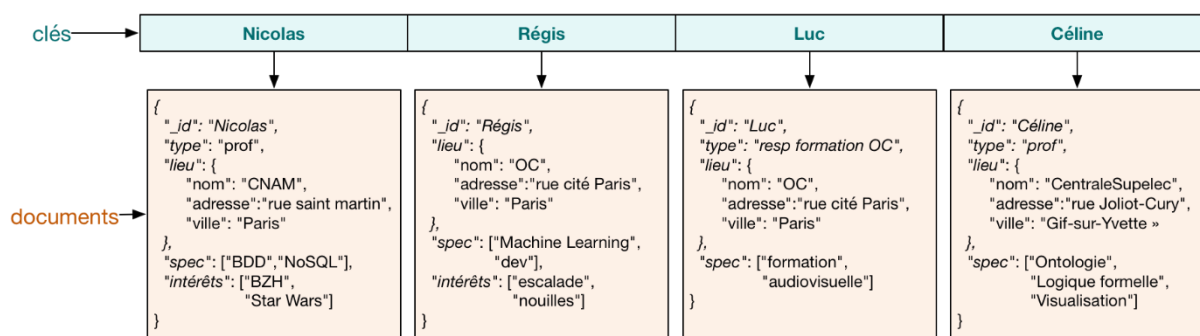 clés
Nicolas
Régis
Luc
Céline
documents
{
"_id": "Nicolas",
"type": "prof",
"lieu": {
"nom": "CNAM",
"adresse":"rue saint martin",
"ville": "Paris"
},
"spec": ["BDD","NoSQL"],
"intérêts": ["BZH",
"Star Wars"]
}
{
"_id": "Régis",
"lieu": {
"nom": "OC",
"adresse":"rue cité Paris",
"ville": "Paris"
},
"spec": ["Machine Learning",
"dev"],
"intérêts": ["escalade",
"nouilles"]
}
{
"_id": "Luc",
"type": "resp formation OC",
"lieu": {
"nom": "OC",
"adresse":"rue cité Paris",
"ville": "Paris"
},
"spec": ["formation",
"audiovisuelle"]
}
{
"_id": "Céline",
"type": "prof",
"lieu": {
"nom": "CentraleSupelec",
"adresse": "rue Joliot-Cury",
"ville": "Gif-sur-Yvette »
},
"spec": ["Ontologie",
"Logique formelle",
"Visualisation"]
}